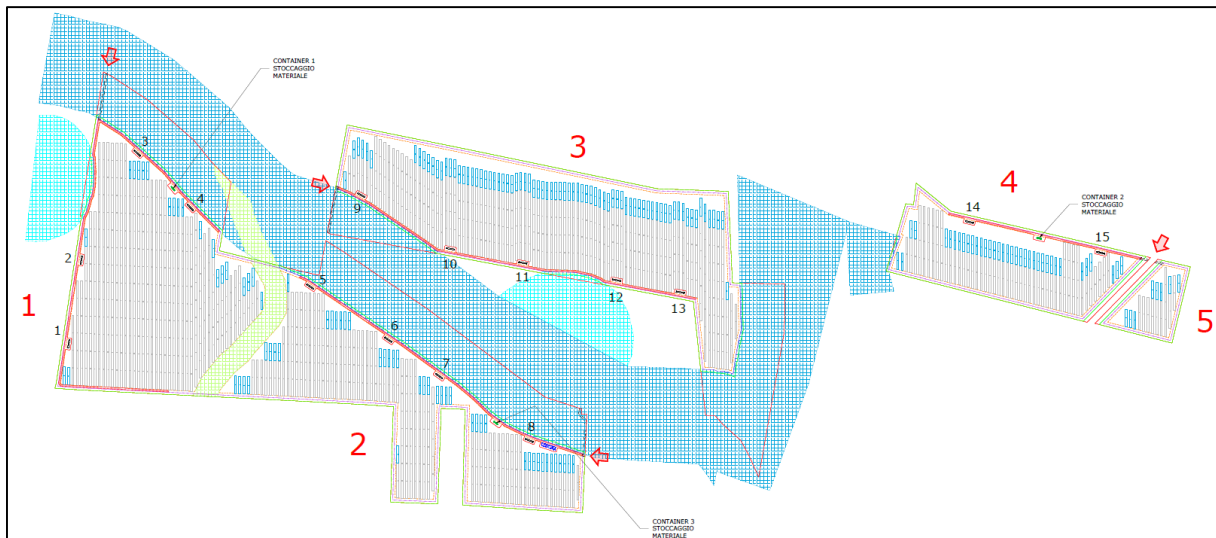 CONTAINER 1
STOCCAGGIO
MATERIALE
3
4
2
1
1
3
9
10
11
12
13
5
6
7
8
2
4
14
CONTAINER 2
STOCCAGGIO
MATERIALE
15
5
CONTAINER 3
STOCCAGGIO
MATERIALE